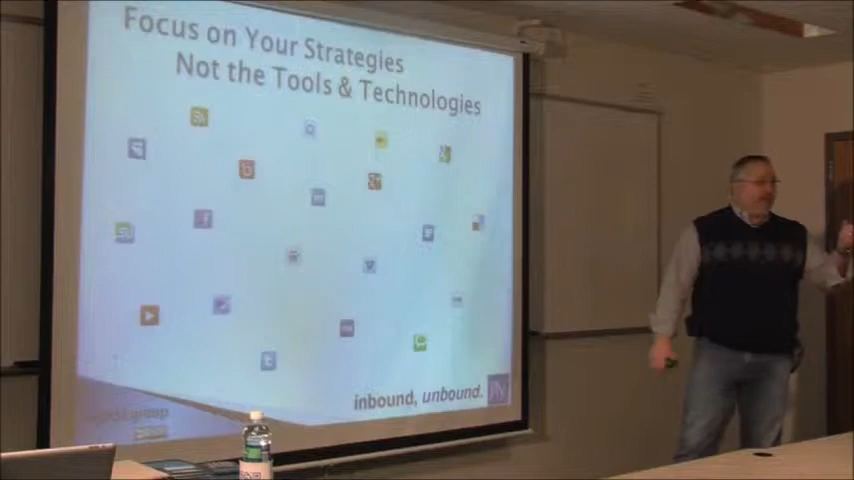 Focus on Your Strategies
Not the Tools & Technologies
inbound, unbound.